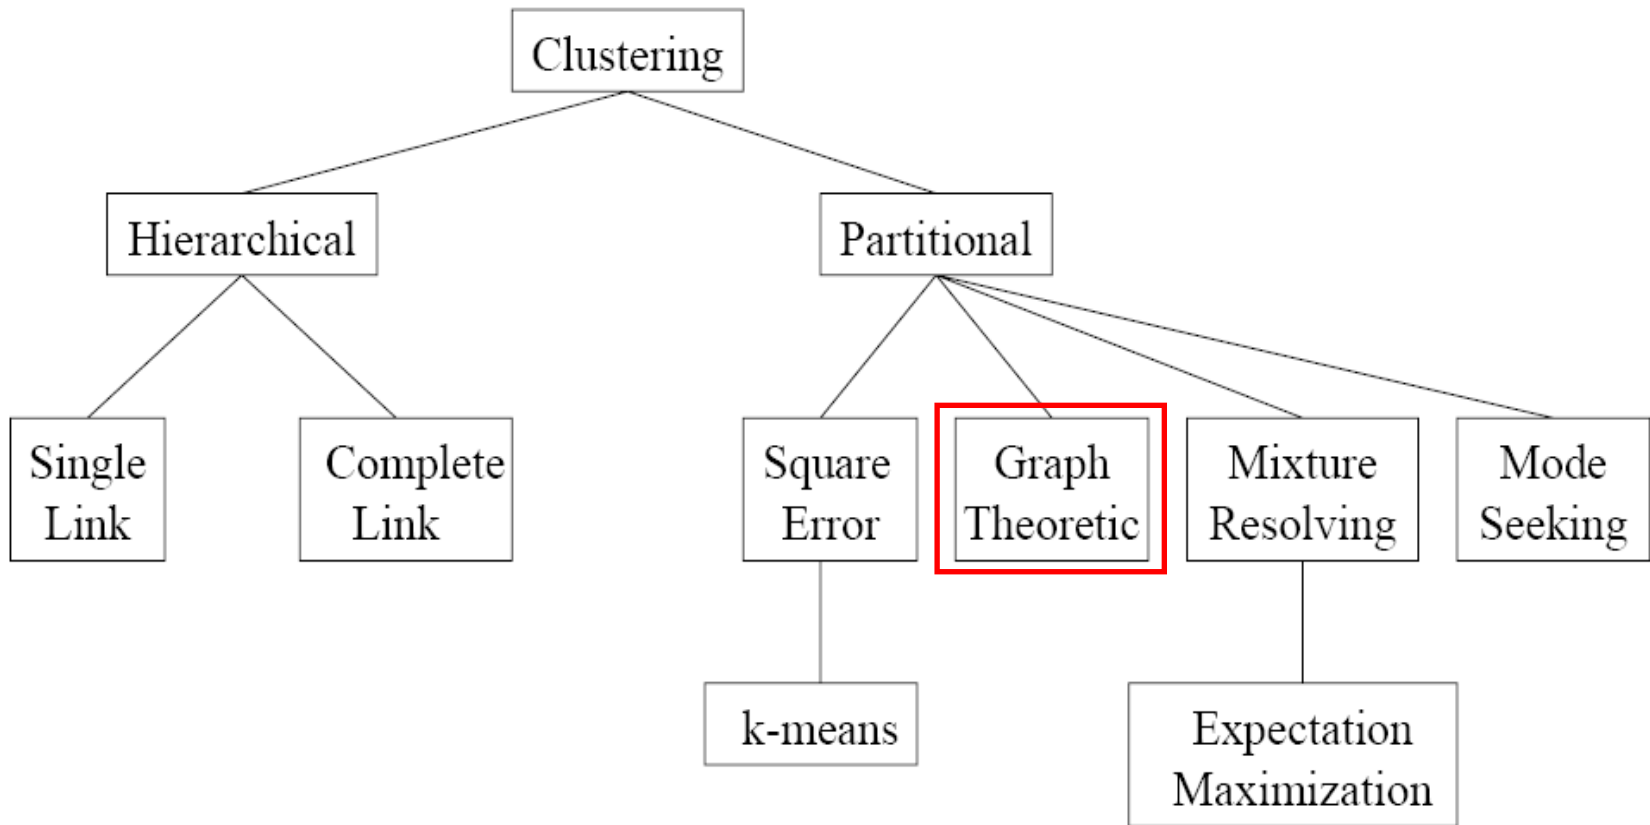 Clustering
Hierarchical
Partitional
Single
Link
Complete
Link
Square
Error
Graph
Theoretic
Mixture
Resolving
Mode
Seeking
k-means
Expectation
Maximization